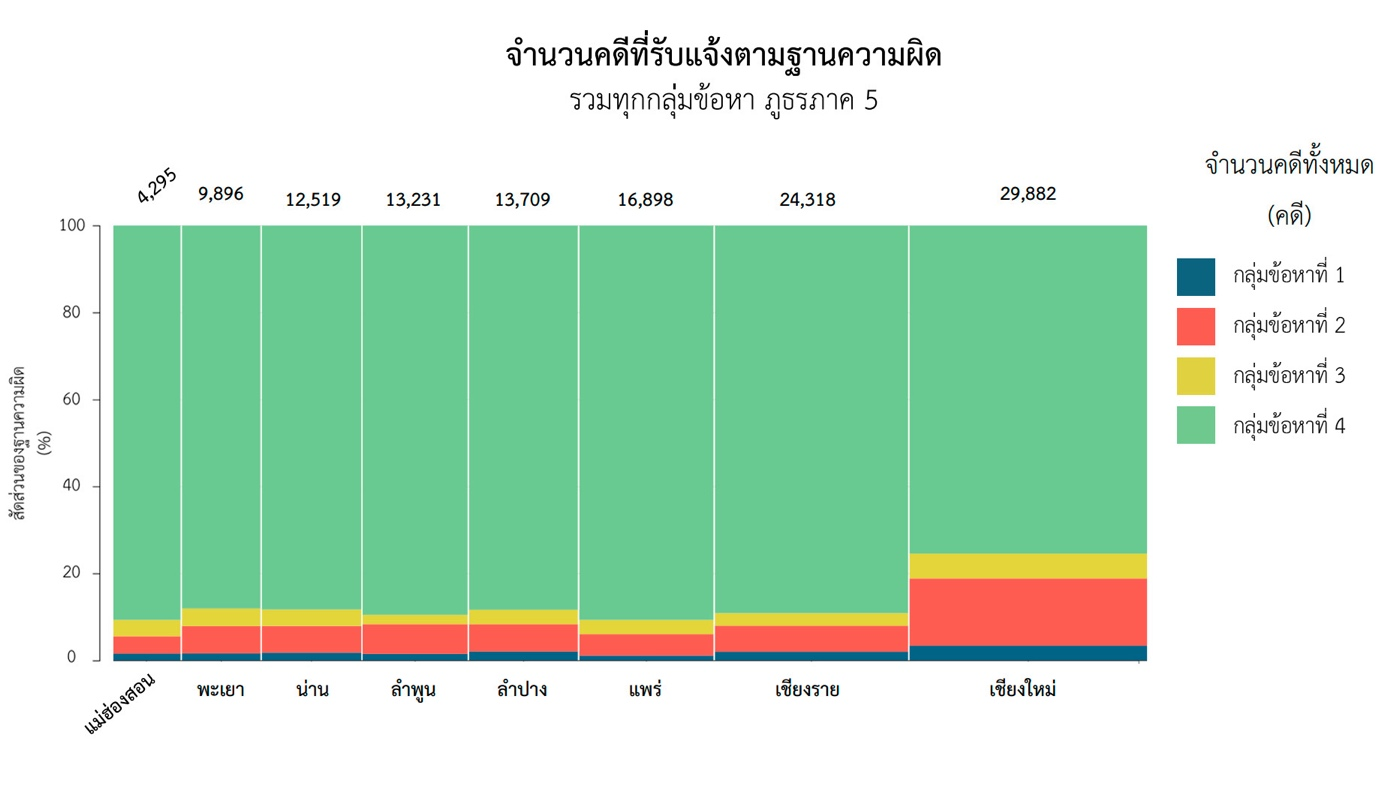 จำนวนคดีที่รับแจ้งตามฐานความผิด
รวมทุกกลุ่มข้อหา ภูธรภาค 5
จำนวนคดีทั้งหมด
(คดี)
กลุ่มข้อหาที่ 1
กลุ่มข้อหาที่ 2
กลุ่มข้อหาที่ 3
กลุ่มข้อหาที่ 4
4,295 9,896 12,519 13,231 13,709 16,898 24,318 29,882
100
80
60
40
20
0
สัดส่วนของฐานความผิด
(%)
แม่ฮ่องสอน พะเยา น่าน ลำพูน ลำปาง แพร่ เชียงราย เชียงใหม่